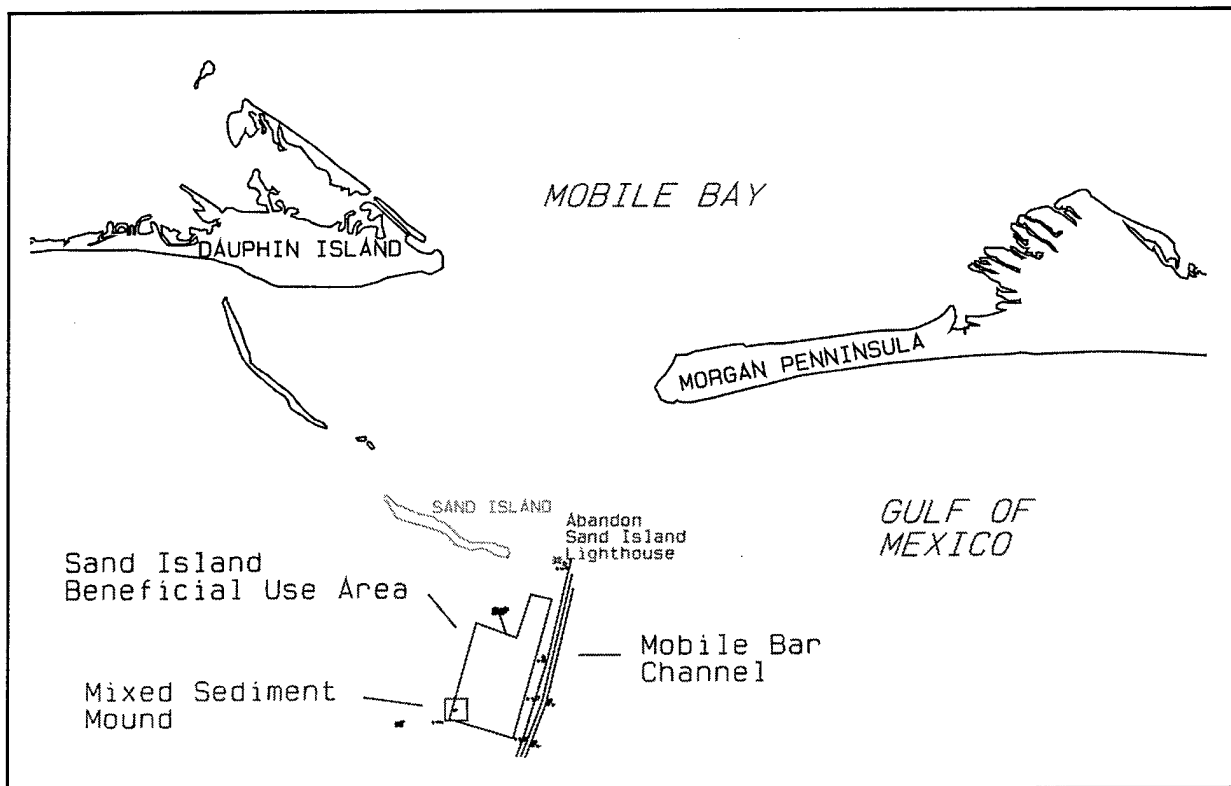 MOBILE BAY
DAUPHIN ISLAND
MORGAN PENNINSULA
SAND ISLAND
Abandon
Sand Island
Lighthouse
GULF OF
MEXICO
Sand Island
Beneficial Use Area
Mobile Bar
Channel
Mixed Sediment
Mound